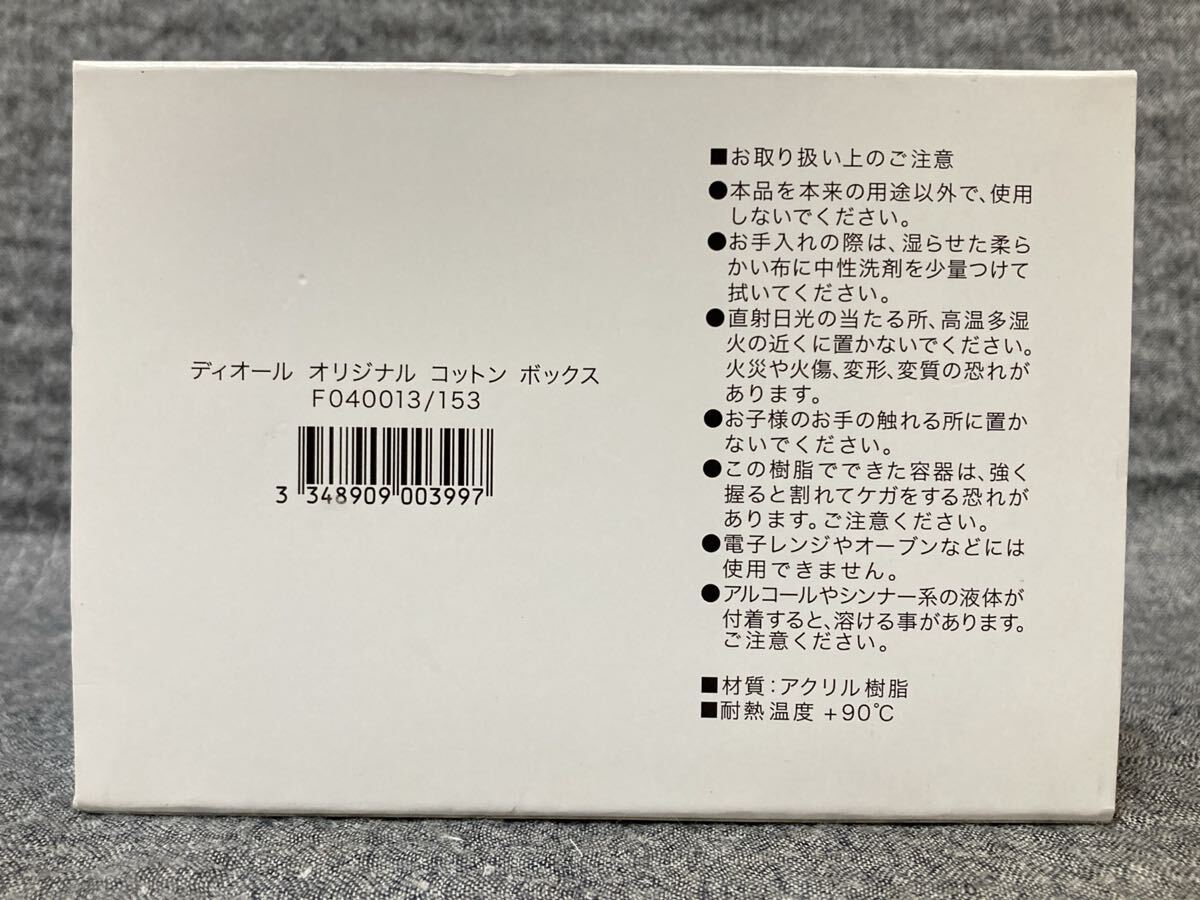 ディオール オリジナル コットン ボックス
F040013/153
3 348909 003997
■お取り扱い上のご注意
●本品を本来の用途以外で、使用
しないでください。
●お手入れの際は、湿らせた柔ら
かい布に中性洗剤を少量つけて
拭いてください。
●直射日光の当たる所、高温多湿
火の近くに置かないでください。
火災や火傷、変形、変質の恐れが
あります。
●お子様のお手の触れる所に置か
ないでください。
●この樹脂でできた容器は、強く
握ると割れてケガをする恐れが
あります。ご注意ください。
●電子レンジやオーブンなどには
使用できません。
●アルコールやシンナー系の液体が
付着すると、溶ける事があります。
ご注意ください。
■材質:アクリル樹脂
■耐熱温度 +90℃